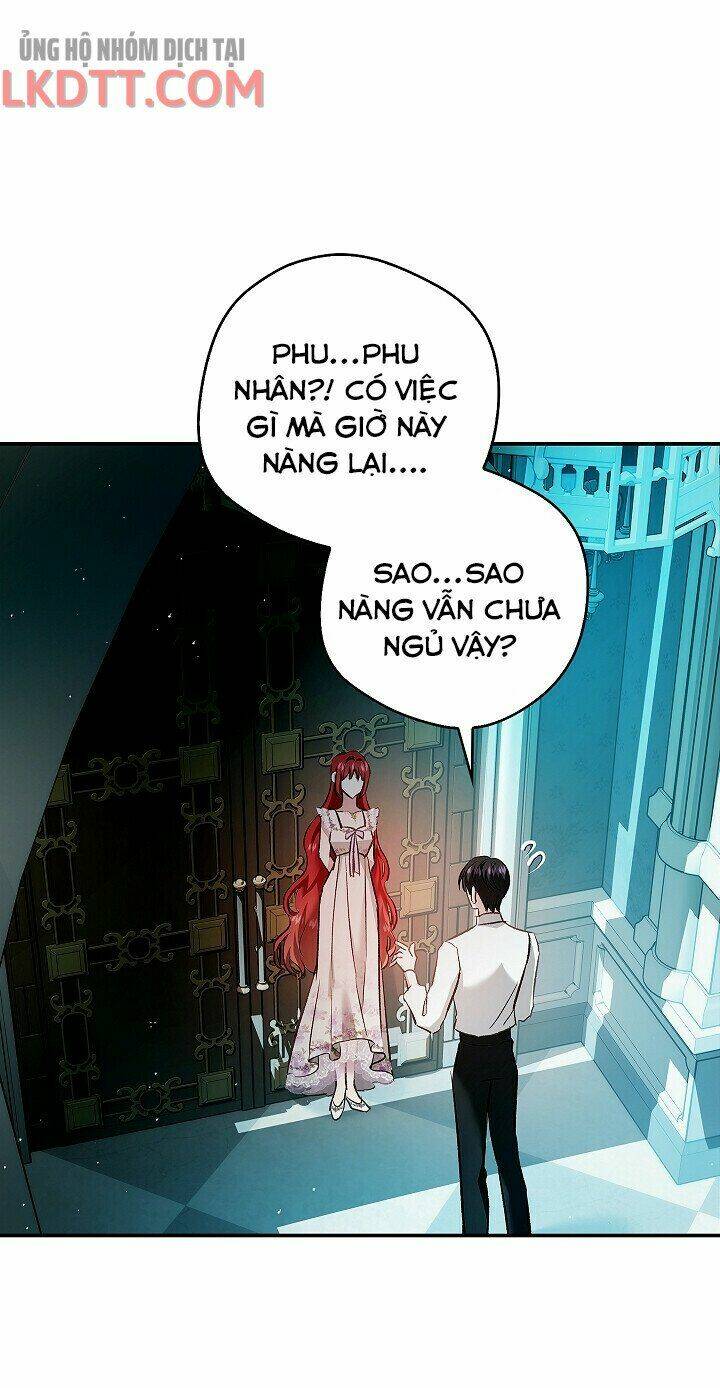 ỦNG HỘ NHÓM DỊCH TẠI
LKDTT.COM
PHU...PHU
NHÂN?! CÓ VIỆC
GÌ MÀ GIỜ NÀY
NÀNG LẠI....
SAO...SAO
NÀNG VẪN CHƯA
NGỦ VẬY?